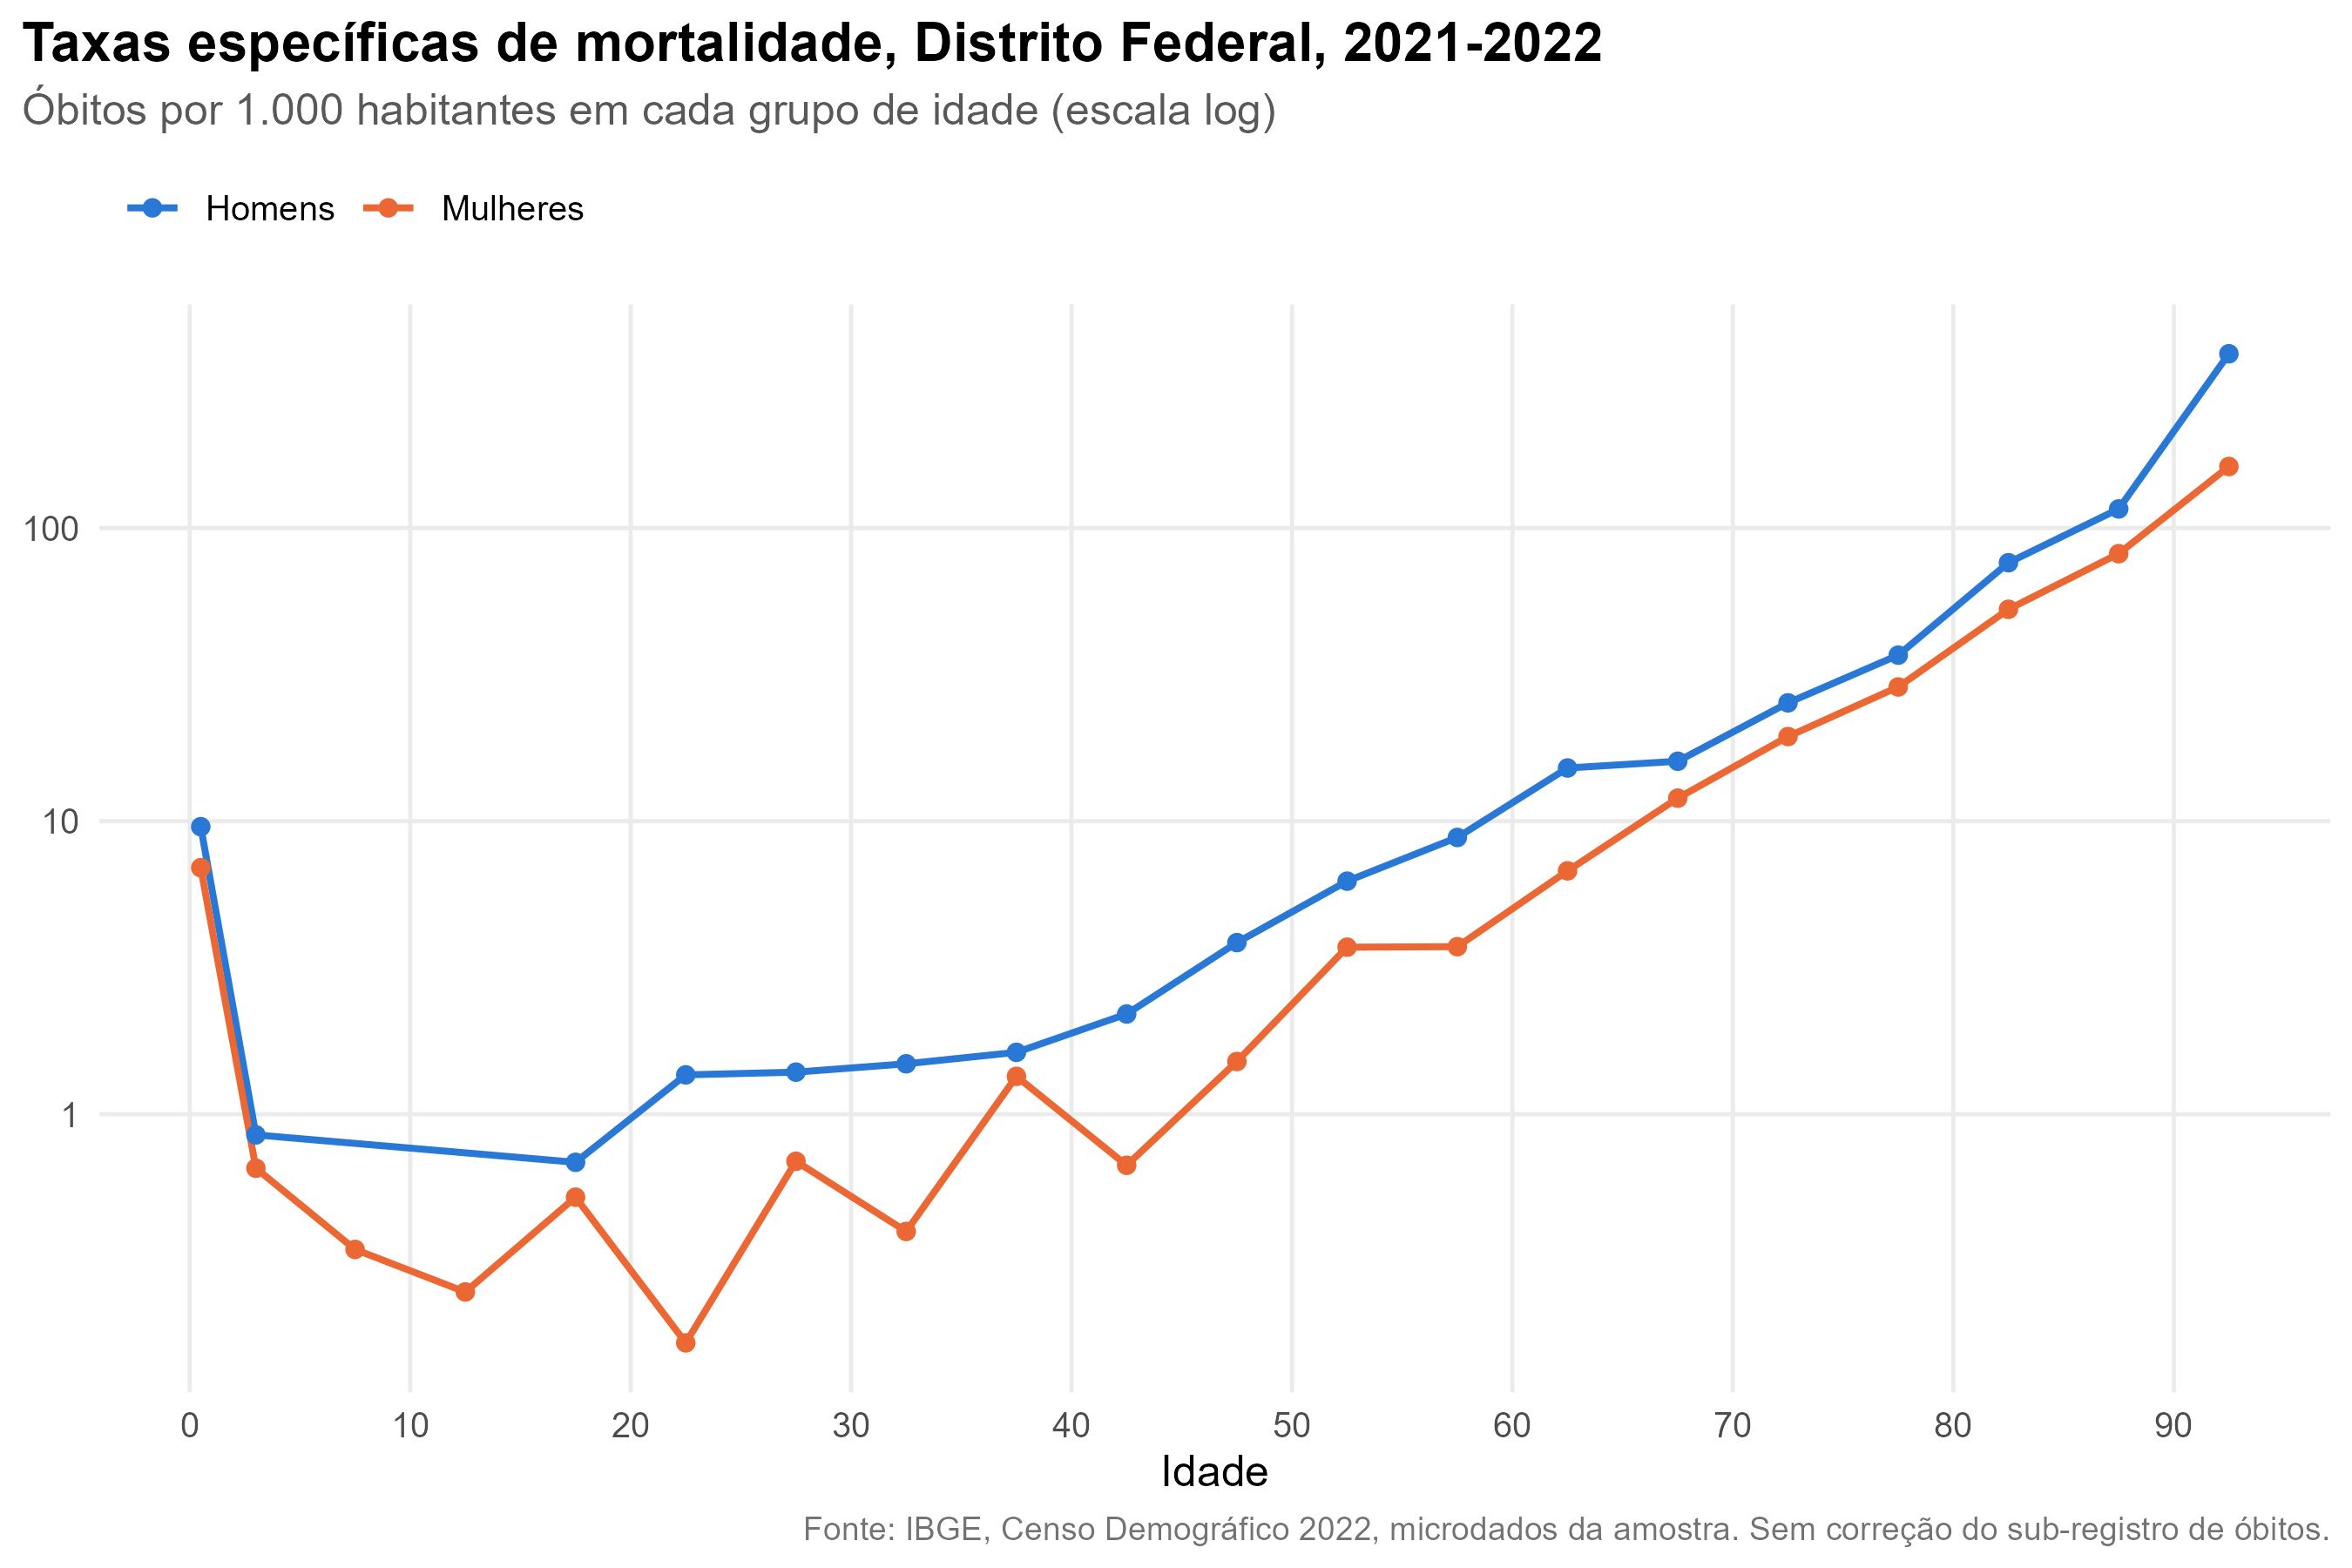 Taxas específicas de mortalidade, Distrito Federal, 2021-2022
Óbitos por 1.000 habitantes em cada grupo de idade (escala log)
Homens Mulheres
100
10
1
0 10 20 30 40 50 60 70 80 90
Idade
Fonte: IBGE, Censo Demográfico 2022, microdados da amostra. Sem correção do sub-registro de óbitos.